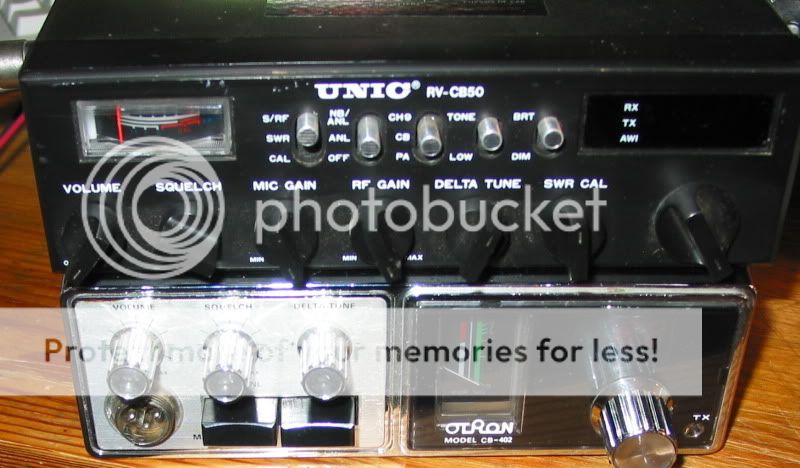 UNIC® RV-CB50
S/RF NB/ANL CH9 TONE BRT RX
SWR ANL CB TX
CAL OFF PA LOW DIM AWI
VOLUME SQUELCH MIC GAIN RF GAIN DELTA TUNE SWR CAL
photobucket
MIN MIN MAX
VOLUME SQUELCH DELTA TUNE
Protect more of your memories for less!
OTRON
MODEL CB-402
TX